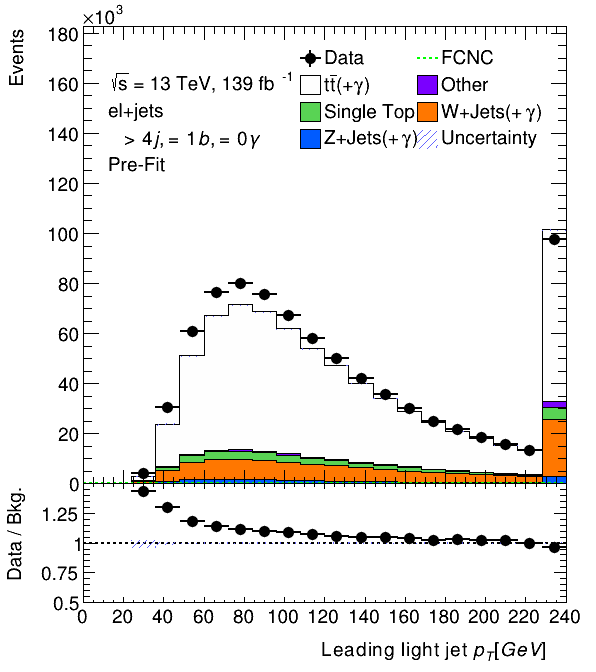 ×10³
Events
180
160
140
120
100
80
60
40
20
0
√s = 13 TeV, 139 fb⁻¹
el+jets
> 4j, = 1b, = 0γ
Pre-Fit
Data
FCNC
tt̄(+γ)
Other
Single Top
W+Jets(+γ)
Z+Jets(+γ)
Uncertainty
Data / Bkg.
1.25
1
0.75
0.5
0 20 40 60 80 100 120 140 160 180 200 220 240
Leading light jet p_T[GeV]